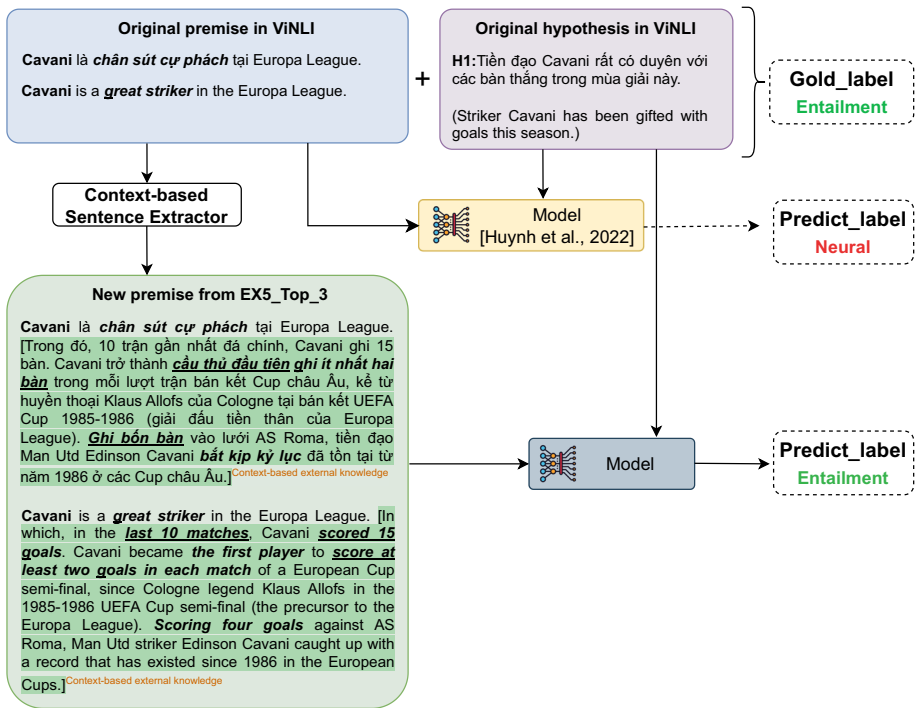 Original premise in ViNLI
Cavani là chân sút cự phách tại Europa League.
Cavani is a great striker in the Europa League.
+
Original hypothesis in ViNLI
H1:Tiền đạo Cavani rất có duyên với
các bàn thắng trong mùa giải này.
(Striker Cavani has been gifted with
goals this season.)
Gold_label
Entailment
Context-based
Sentence Extractor
Model
[Huynh et al., 2022]
Predict_label
Neural
New premise from EX5_Top_3
Cavani là chân sút cự phách tại Europa League.
[Trong đó, 10 trận gần nhất đá chính, Cavani ghi 15
bàn. Cavani trở thành cầu thủ đầu tiên ghi ít nhất hai
bàn trong mỗi lượt trận bán kết Cup châu Âu, kể từ
huyền thoại Klaus Allofs của Cologne tại bán kết UEFA
Cup 1985-1986 (giải đấu tiền thân của Europa
League). Ghi bốn bàn vào lưới AS Roma, tiền đạo
Man Utd Edinson Cavani bắt kịp kỷ lục đã tồn tại từ
năm 1986 ở các Cup châu Âu.]Context-based external knowledge
Cavani is a great striker in the Europa League. [In
which, in the last 10 matches, Cavani scored 15
goals. Cavani became the first player to score at
least two goals in each match of a European Cup
semi-final, since Cologne legend Klaus Allofs in the
1985-1986 UEFA Cup semi-final (the precursor to the
Europa League). Scoring four goals against AS
Roma, Man Utd striker Edinson Cavani caught up with
a record that has existed since 1986 in the European
Cups.]Context-based external knowledge
Model
Predict_label
Entailment